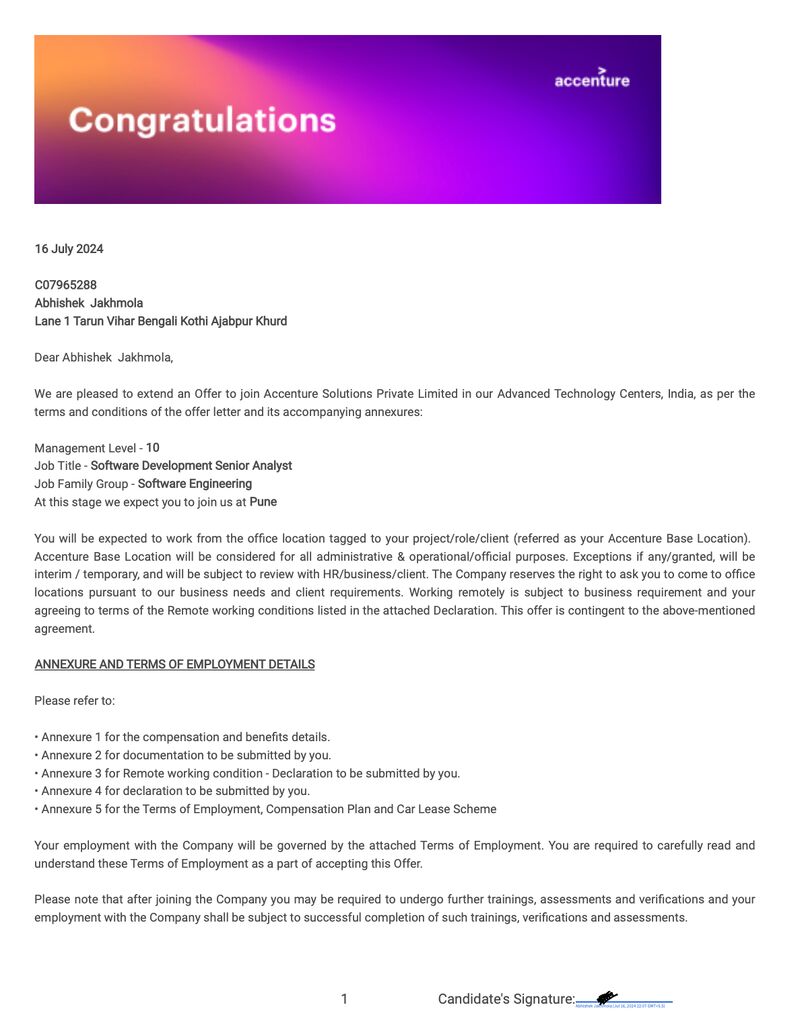 accenture
Congratulations
16 July 2024
C07965288
Abhishek Jakhmola
Lane 1 Tarun Vihar Bengali Kothi Ajabpur Khurd
Dear Abhishek Jakhmola,
We are pleased to extend an Offer to join Accenture Solutions Private Limited in our Advanced Technology Centers, India, as per the
terms and conditions of the offer letter and its accompanying annexures:
Management Level - 10
Job Title - Software Development Senior Analyst
Job Family Group - Software Engineering
At this stage we expect you to join us at Pune
You will be expected to work from the office location tagged to your project/role/client (referred as your Accenture Base Location).
Accenture Base Location will be considered for all administrative & operational/official purposes. Exceptions if any/granted, will be
interim / temporary, and will be subject to review with HR/business/client. The Company reserves the right to ask you to come to office
locations pursuant to our business needs and client requirements. Working remotely is subject to business requirement and your
agreeing to terms of the Remote working conditions listed in the attached Declaration. This offer is contingent to the above-mentioned
agreement.
ANNEXURE AND TERMS OF EMPLOYMENT DETAILS
Please refer to:
• Annexure 1 for the compensation and benefits details.
• Annexure 2 for documentation to be submitted by you.
• Annexure 3 for Remote working condition - Declaration to be submitted by you.
• Annexure 4 for declaration to be submitted by you.
• Annexure 5 for the Terms of Employment, Compensation Plan and Car Lease Scheme
Your employment with the Company will be governed by the attached Terms of Employment. You are required to carefully read and
understand these Terms of Employment as a part of accepting this Offer.
Please note that after joining the Company you may be required to undergo further trainings, assessments and verifications and your
employment with the Company shall be subject to successful completion of such trainings, verifications and assessments.
1 Candidate's Signature: